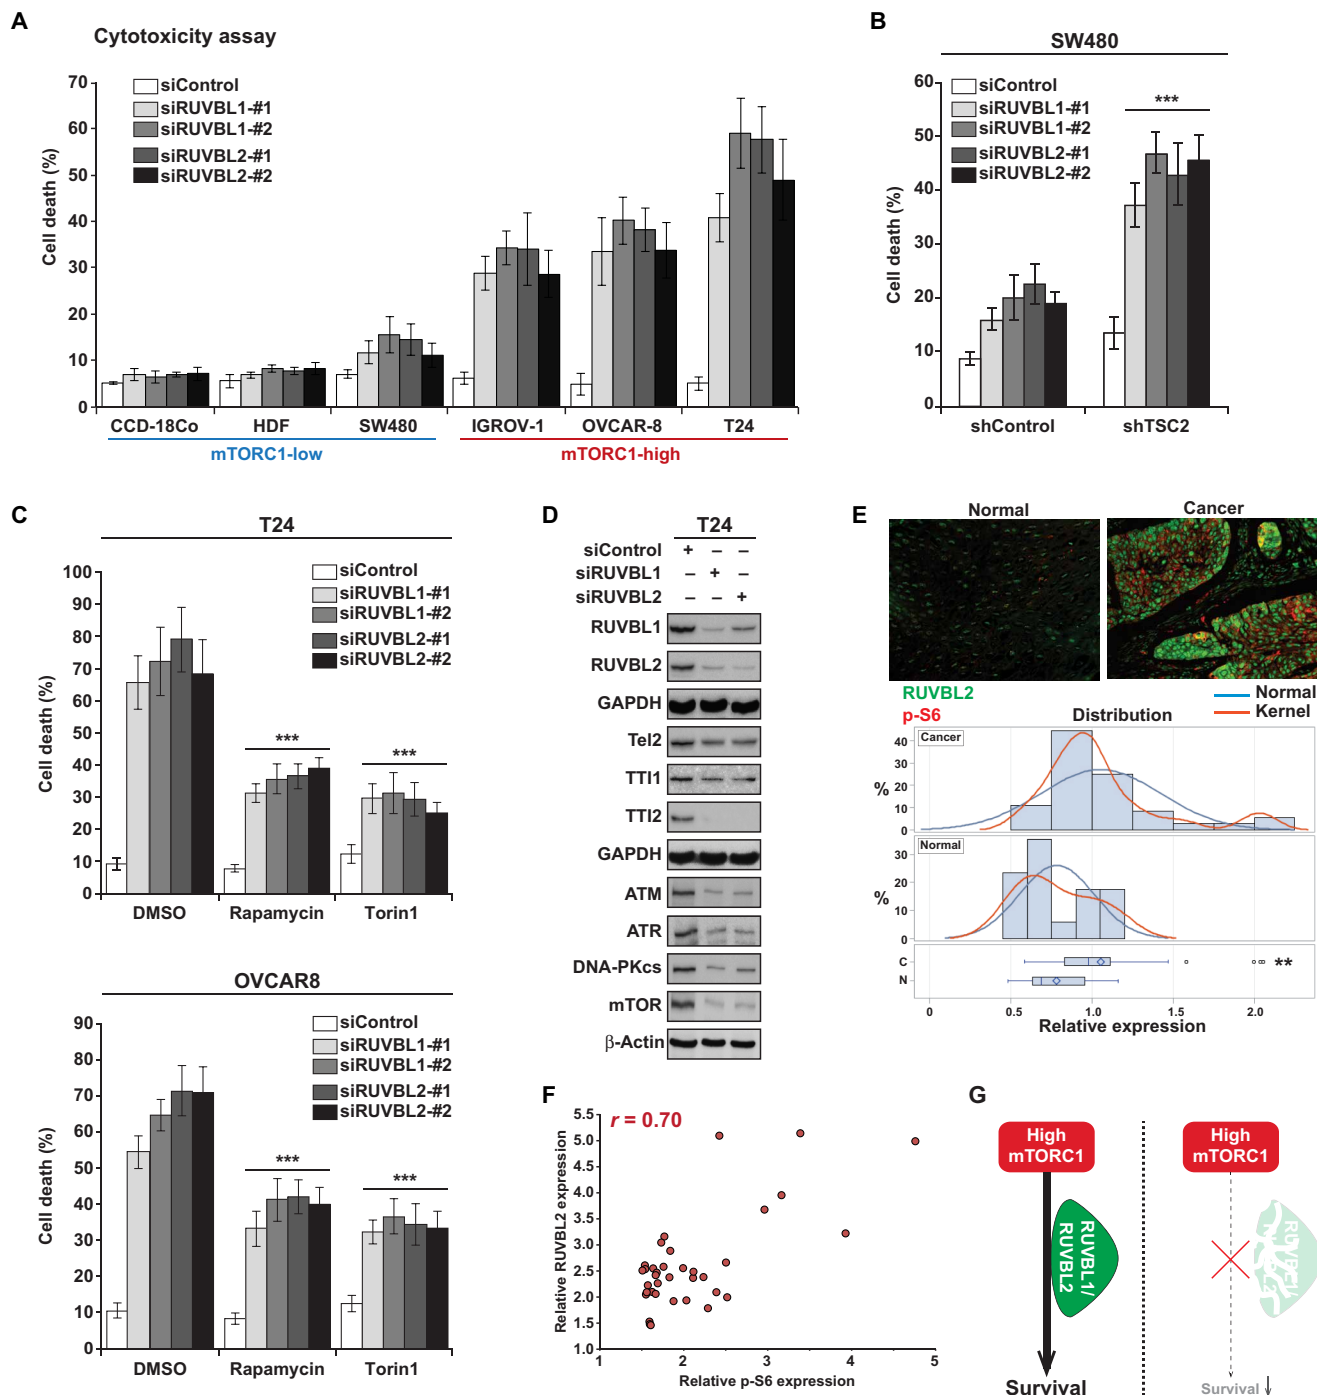 A
Cytotoxicity assay
Cell death (%)
70
60
50
40
30
20
10
0
siControl
siRUVBL1-#1
siRUVBL1-#2
siRUVBL2-#1
siRUVBL2-#2
CCD-18Co
HDF
SW480
IGROV-1
OVCAR-8
T24
mTORC1-low
mTORC1-high
B
SW480
Cell death (%)
60
50
40
30
20
10
0
siControl
siRUVBL1-#1
siRUVBL1-#2
siRUVBL2-#1
siRUVBL2-#2
***
shControl
shTSC2
C
T24
Cell death (%)
100
90
80
70
60
50
40
30
20
10
0
siControl
siRUVBL1-#1
siRUVBL1-#2
siRUVBL2-#1
siRUVBL2-#2
***
***
DMSO
Rapamycin
Torin1
OVCAR8
Cell death (%)
90
80
70
60
50
40
30
20
10
0
siControl
siRUVBL1-#1
siRUVBL1-#2
siRUVBL2-#1
siRUVBL2-#2
***
***
DMSO
Rapamycin
Torin1
D
T24
siControl + – –
siRUVBL1 – + –
siRUVBL2 – – +
RUVBL1
RUVBL2
GAPDH
Tel2
TTI1
TTI2
GAPDH
ATM
ATR
DNA-PKcs
mTOR
β-Actin
E
Normal
Cancer
RUVBL2
p-S6
Distribution
Normal
Kernel
Cancer
%
40
30
20
10
0
Normal
%
30
20
10
0
C
N
**
0
0.5
1.0
1.5
2.0
Relative expression
F
r = 0.70
Relative RUVBL2 expression
5.5
5.0
4.5
4.0
3.5
3.0
2.5
2.0
1.5
1.0
1
2
3
4
5
Relative p-S6 expression
G
High
mTORC1
RUVBL1/
RUVBL2
Survival
High
mTORC1
Survival